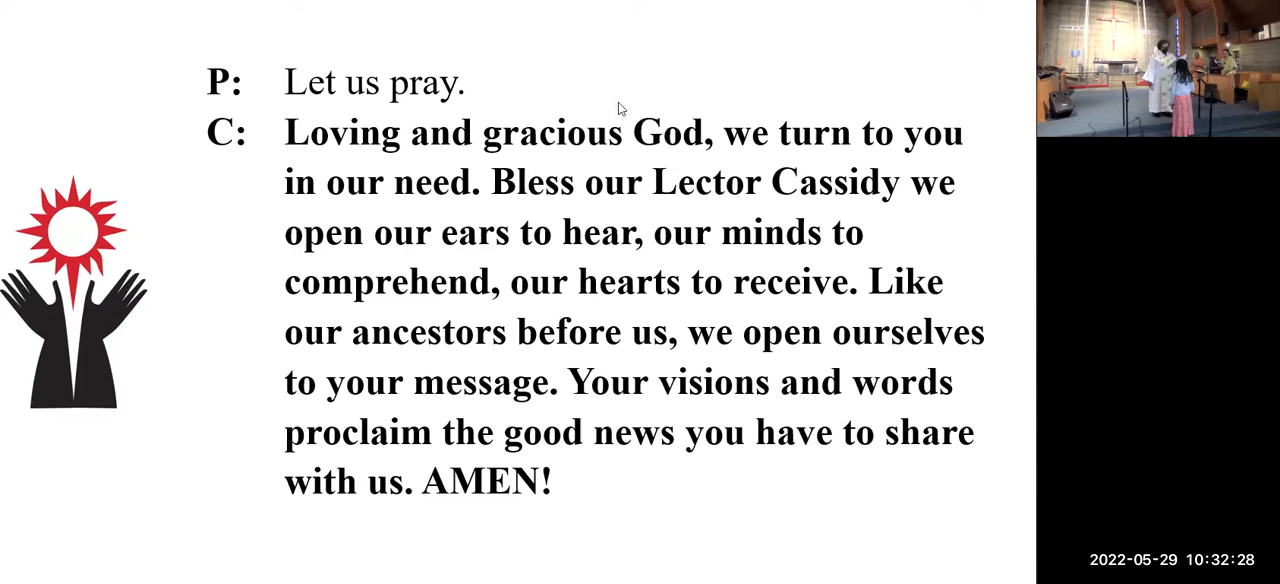 P: Let us pray.
C: Loving and gracious God, we turn to you
in our need. Bless our Lector Cassidy we
open our ears to hear, our minds to
comprehend, our hearts to receive. Like
our ancestors before us, we open ourselves
to your message. Your visions and words
proclaim the good news you have to share
with us. AMEN!
2022-05-29 10:32:28